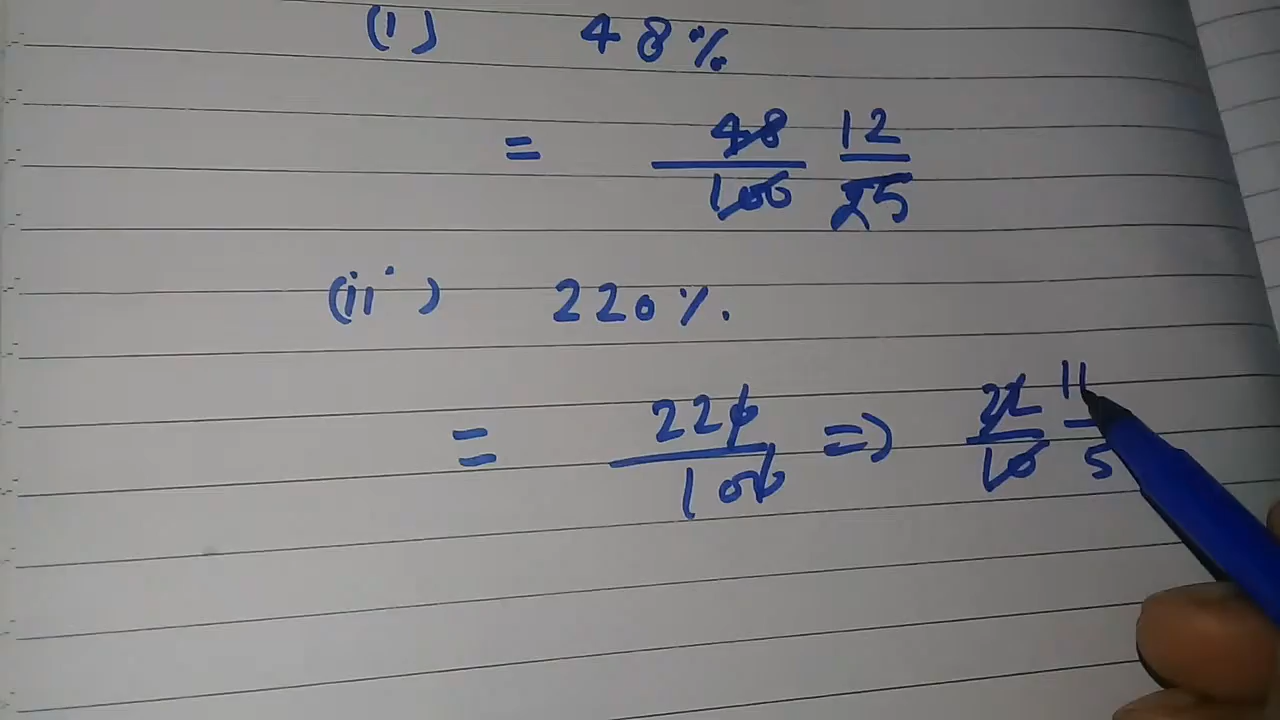 (i) 48%
= 48/100 12/25
(ii) 220%.
= 220/100 => 22/10 11/5